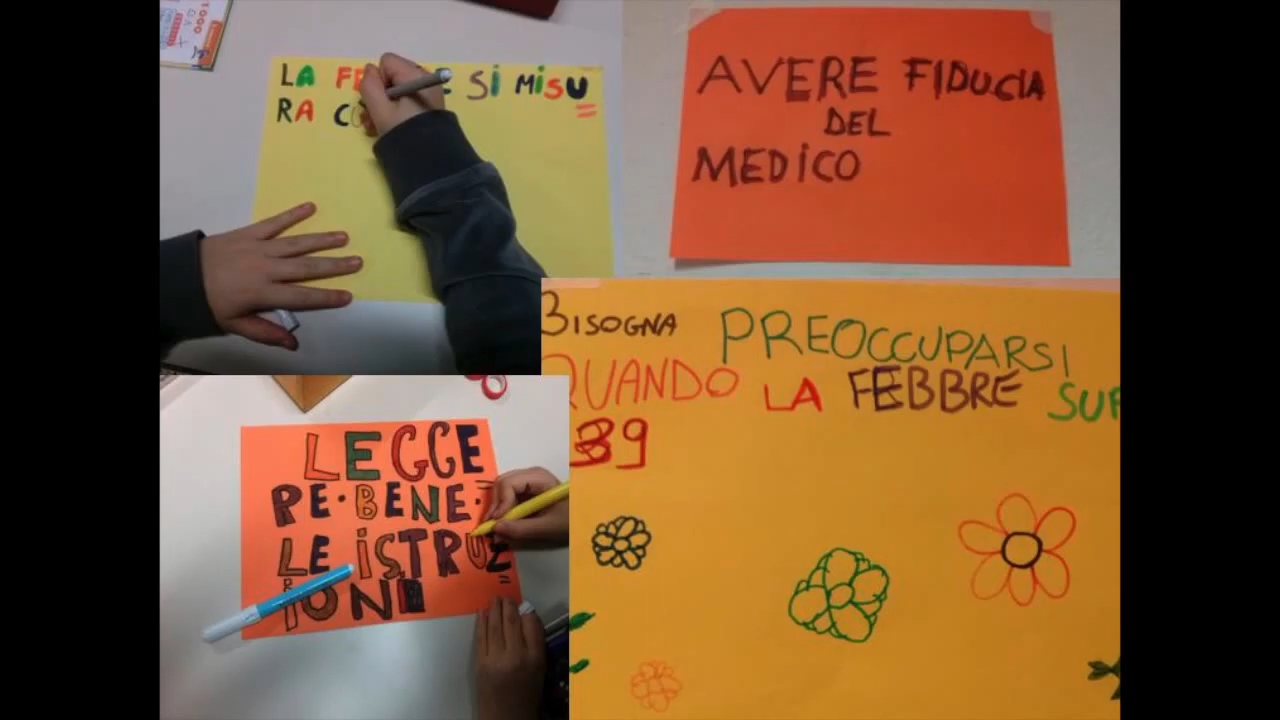 LA SI MISU
RA
AVERE FIDUCIA
DEL
MEDICO
BISOGNA PREOCCUPARSI
QUANDO LA FEBBRE SUP
39
LEGGE
RE·BENE·
LE iSTRUZ
iONI
1000